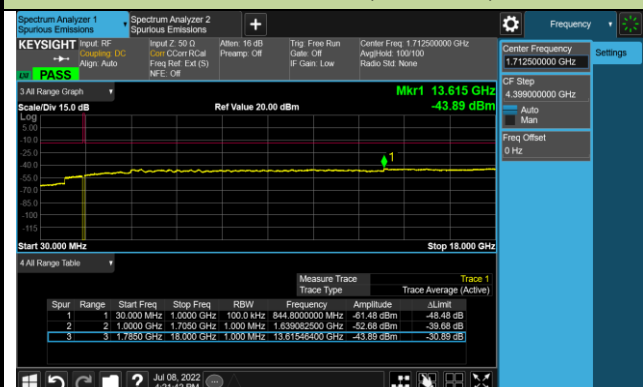 Spectrum Analyzer 1
Spurious Emissions
Spectrum Analyzer 2
Spurious Emissions
+
Frequency
KEYSIGHT
Input: RF
Coupling: DC
Align: Auto
Input Z: 50 Ω
Corr CCorr RCal
Freq Ref: Ext (S)
NFE: Off
Atten: 16 dB
Preamp: Off
Trig: Free Run
Gate: Off
IF Gain: Low
Center Freq: 1.712500000 GHz
AvgHold: 100/100
Radio Std: None
PASS
Center Frequency
1.712500000 GHz
Settings
CF Step
4.399000000 GHz
Auto
Man
Freq Offset
0 Hz
3 All Range Graph
Scale/Div 15.0 dB
Ref Value 20.00 dBm
Mkr1 13.615 GHz
-43.89 dBm
Log
5.00
-10.0
-25.0
-40.0
-55.0
-70.0
-85.0
-100
-115
1
Start 30.000 MHz
Stop 18.000 GHz
4 All Range Table
Measure Trace Trace 1
Trace Type Trace Average (Active)
Spur Range Start Freq Stop Freq RBW Frequency Amplitude ΔLimit
1 1 30.000 MHz 1.0000 GHz 100.0 kHz 844.8000000 MHz -61.48 dBm -48.48 dB
2 2 1.0000 GHz 1.7050 GHz 1.000 MHz 1.639082500 GHz -52.68 dBm -39.68 dB
3 3 1.7850 GHz 18.000 GHz 1.000 MHz 13.61546400 GHz -43.89 dBm -30.89 dB
?
Jul 08, 2022